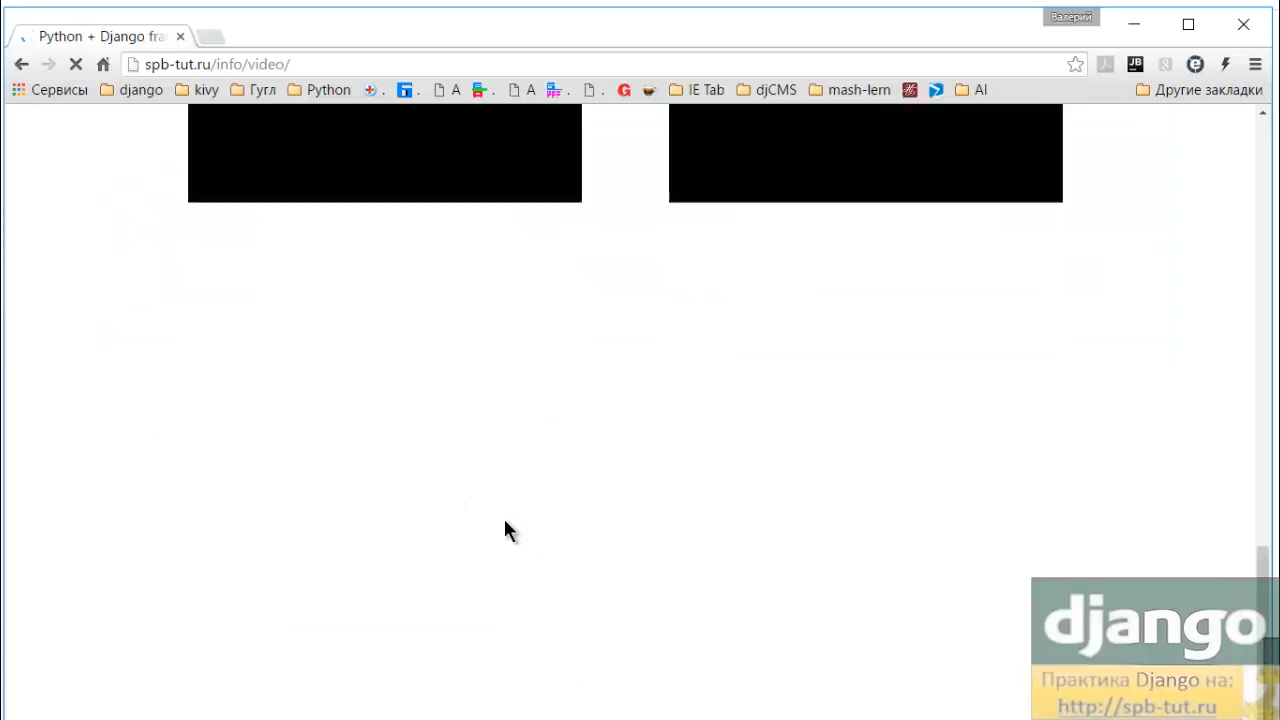 Валерий
Python + Django fra
spb-tut.ru/info/video/
Сервисы django kivy Гугл Python . . A . A . IE Tab djCMS mash-lern AI Другие закладки
JB
django
Практика Django на:
http://spb-tut.ru